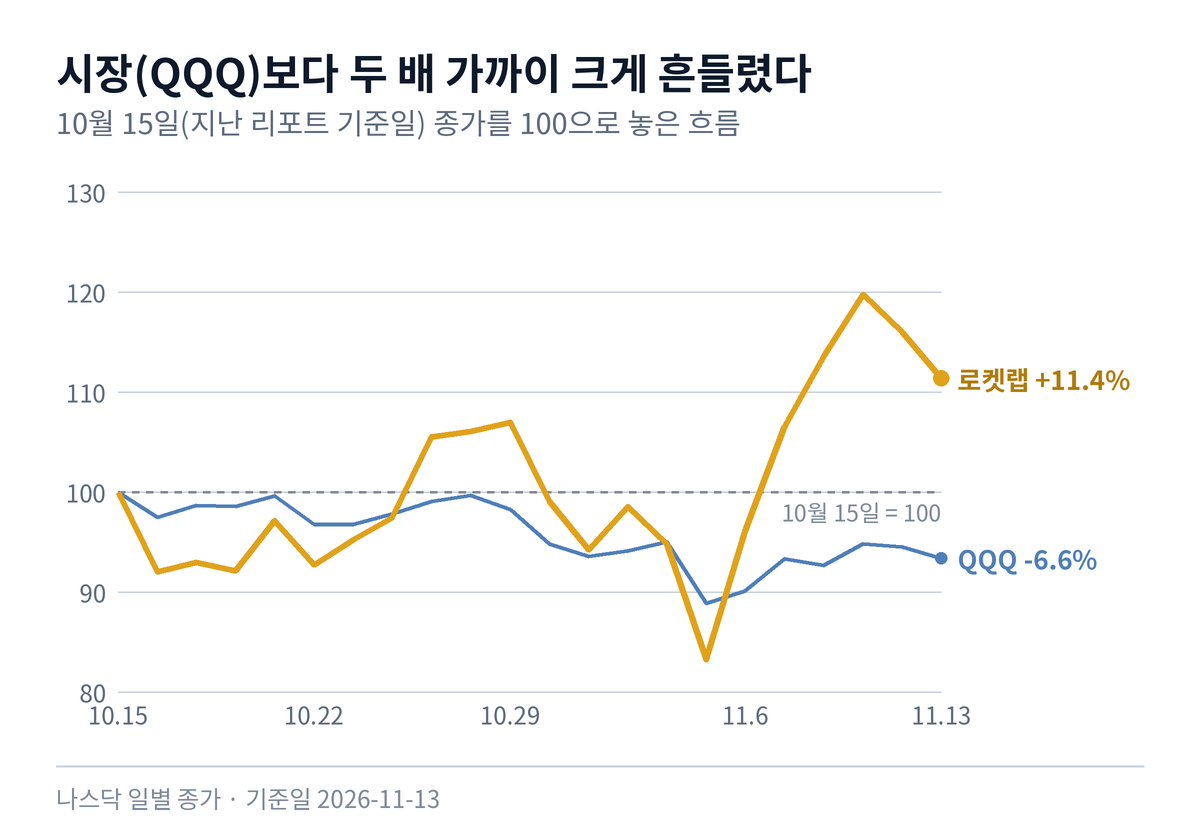 시장(QQQ)보다 두 배 가까이 크게 흔들렸다
10월 15일(지난 리포트 기준일) 종가를 100으로 놓은 흐름
130
120
110
로켓랩 +11.4%
100
10월 15일 = 100
QQQ -6.6%
90
80
10.15 10.22 10.29 11.6 11.13
나스닥 일별 종가 · 기준일 2026-11-13